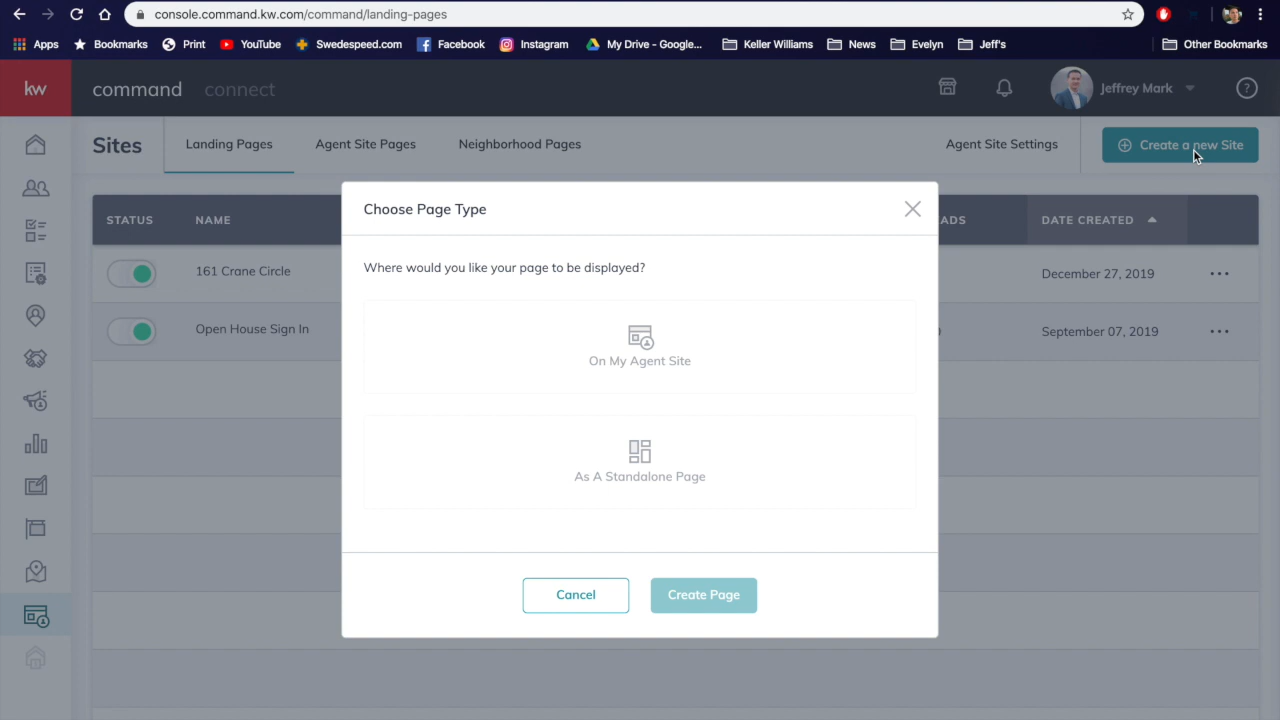 console.command.kw.com/command/landing-pages
Apps Bookmarks Print YouTube Swedespeed.com Facebook Instagram My Drive - Google... Keller Williams News Evelyn Jeff's Other Bookmarks
kw command connect Jeffrey Mark ?
Sites Landing Pages Agent Site Pages Neighborhood Pages Agent Site Settings Create a new Site
Choose Page Type
STATUS NAME ADS DATE CREATED
Where would you like your page to be displayed?
161 Crane Circle December 27, 2019
Open House Sign In September 07, 2019
On My Agent Site
As A Standalone Page
Cancel Create Page